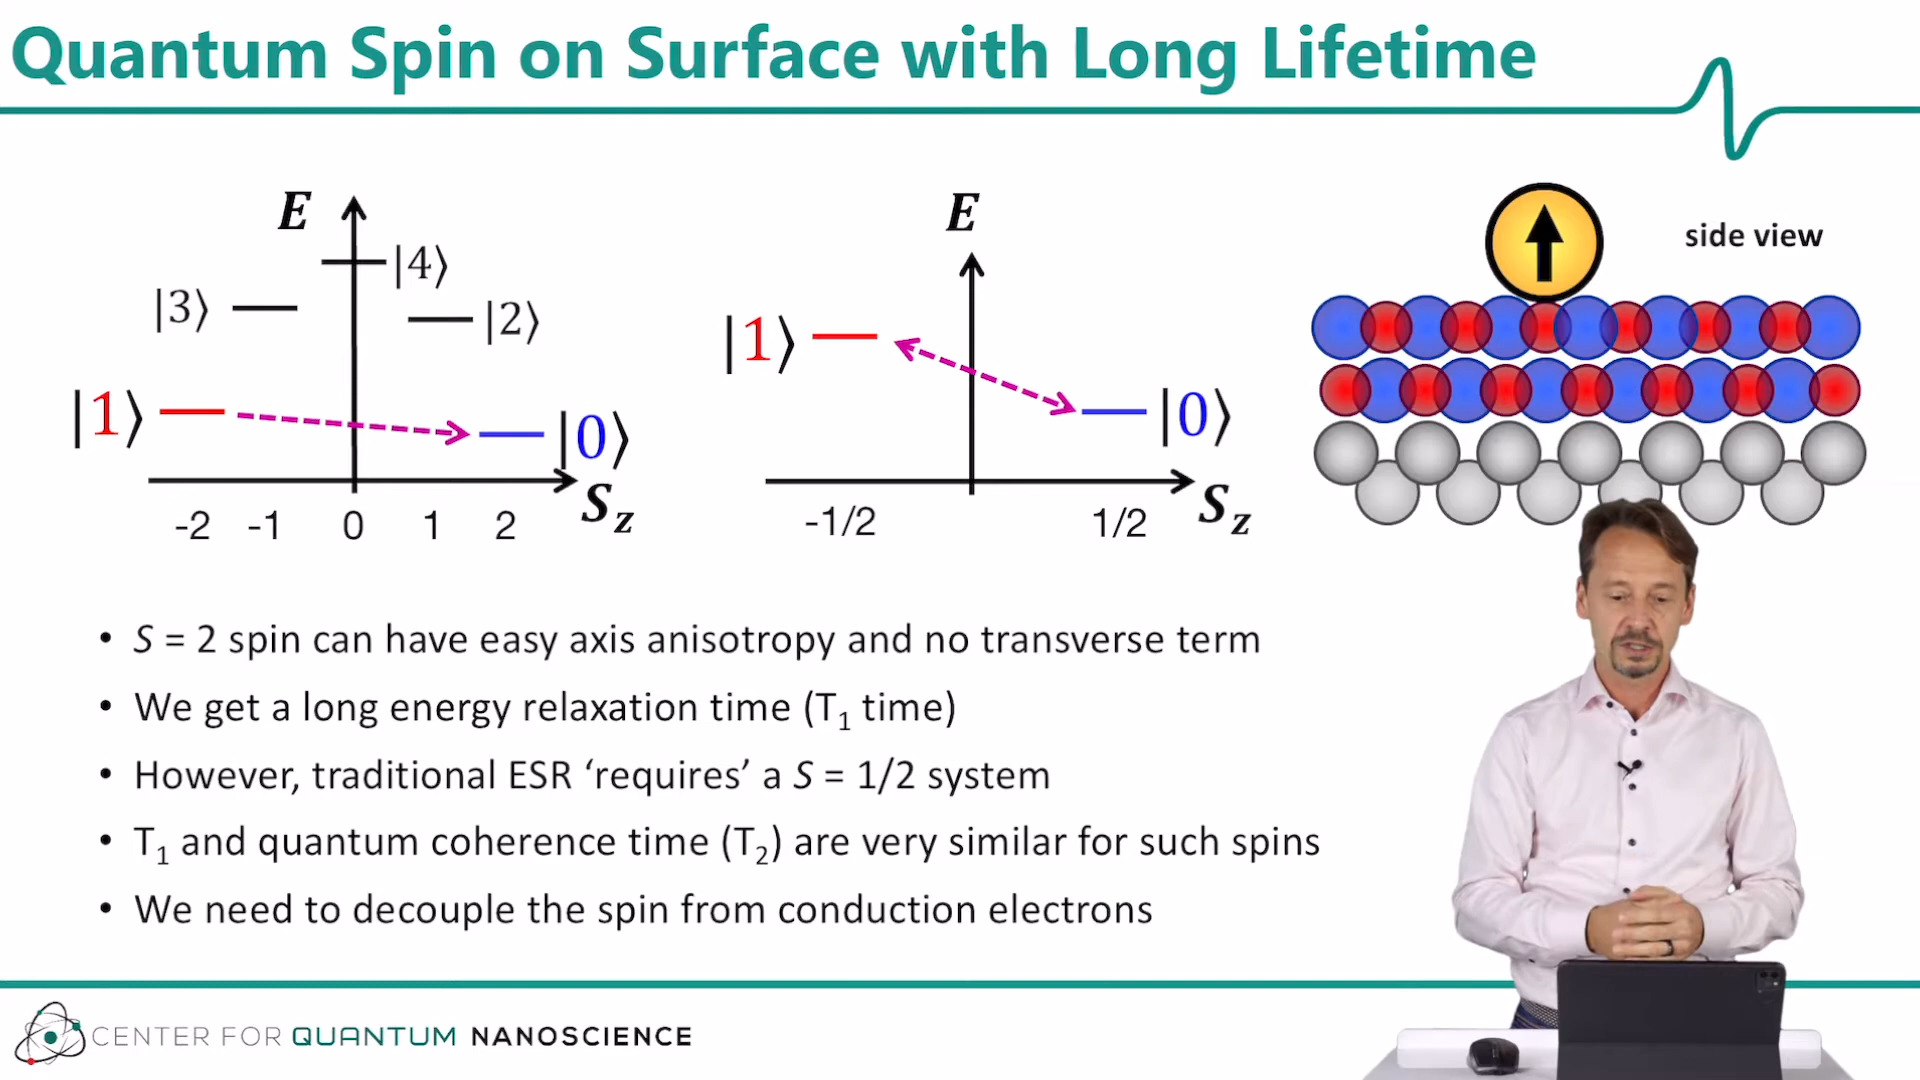 Quantum Spin on Surface with Long Lifetime
E
|4⟩
|3⟩
|2⟩
|1⟩
|0⟩
-2 -1 0 1 2
Sz
E
|1⟩
|0⟩
-1/2 1/2
Sz
side view
• S = 2 spin can have easy axis anisotropy and no transverse term
• We get a long energy relaxation time (T1 time)
• However, traditional ESR ‘requires’ a S = 1/2 system
• T1 and quantum coherence time (T2) are very similar for such spins
• We need to decouple the spin from conduction electrons
CENTER FOR QUANTUM NANOSCIENCE